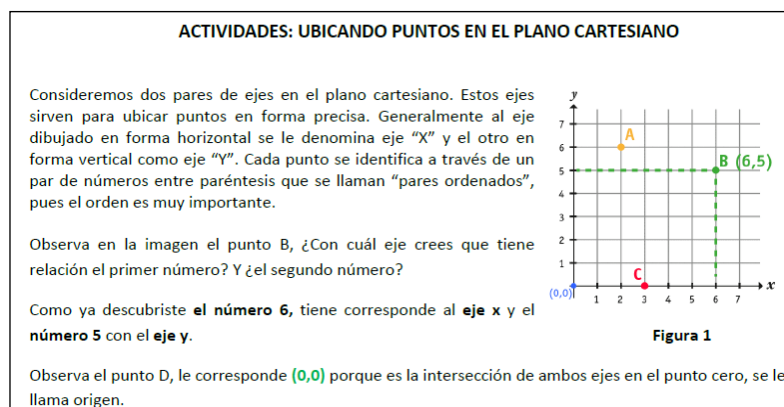 ACTIVIDADES: UBICANDO PUNTOS EN EL PLANO CARTESIANO
Consideremos dos pares de ejes en el plano cartesiano. Estos ejes
sirven para ubicar puntos en forma precisa. Generalmente al eje
dibujado en forma horizontal se le denomina eje “X” y el otro en
forma vertical como eje “Y”. Cada punto se identifica a través de un
par de números entre paréntesis que se llaman “pares ordenados”,
pues el orden es muy importante.
Observa en la imagen el punto B, ¿Con cuál eje crees que tiene
relación el primer número? Y ¿el segundo número?
Como ya descubriste el número 6, tiene corresponde al eje x y el
número 5 con el eje y.
y
7
A
6
B (6,5)
5
4
3
2
1
C
(0,0)
x
1 2 3 4 5 6 7
Figura 1
Observa el punto D, le corresponde (0,0) porque es la intersección de ambos ejes en el punto cero, se le
llama origen.